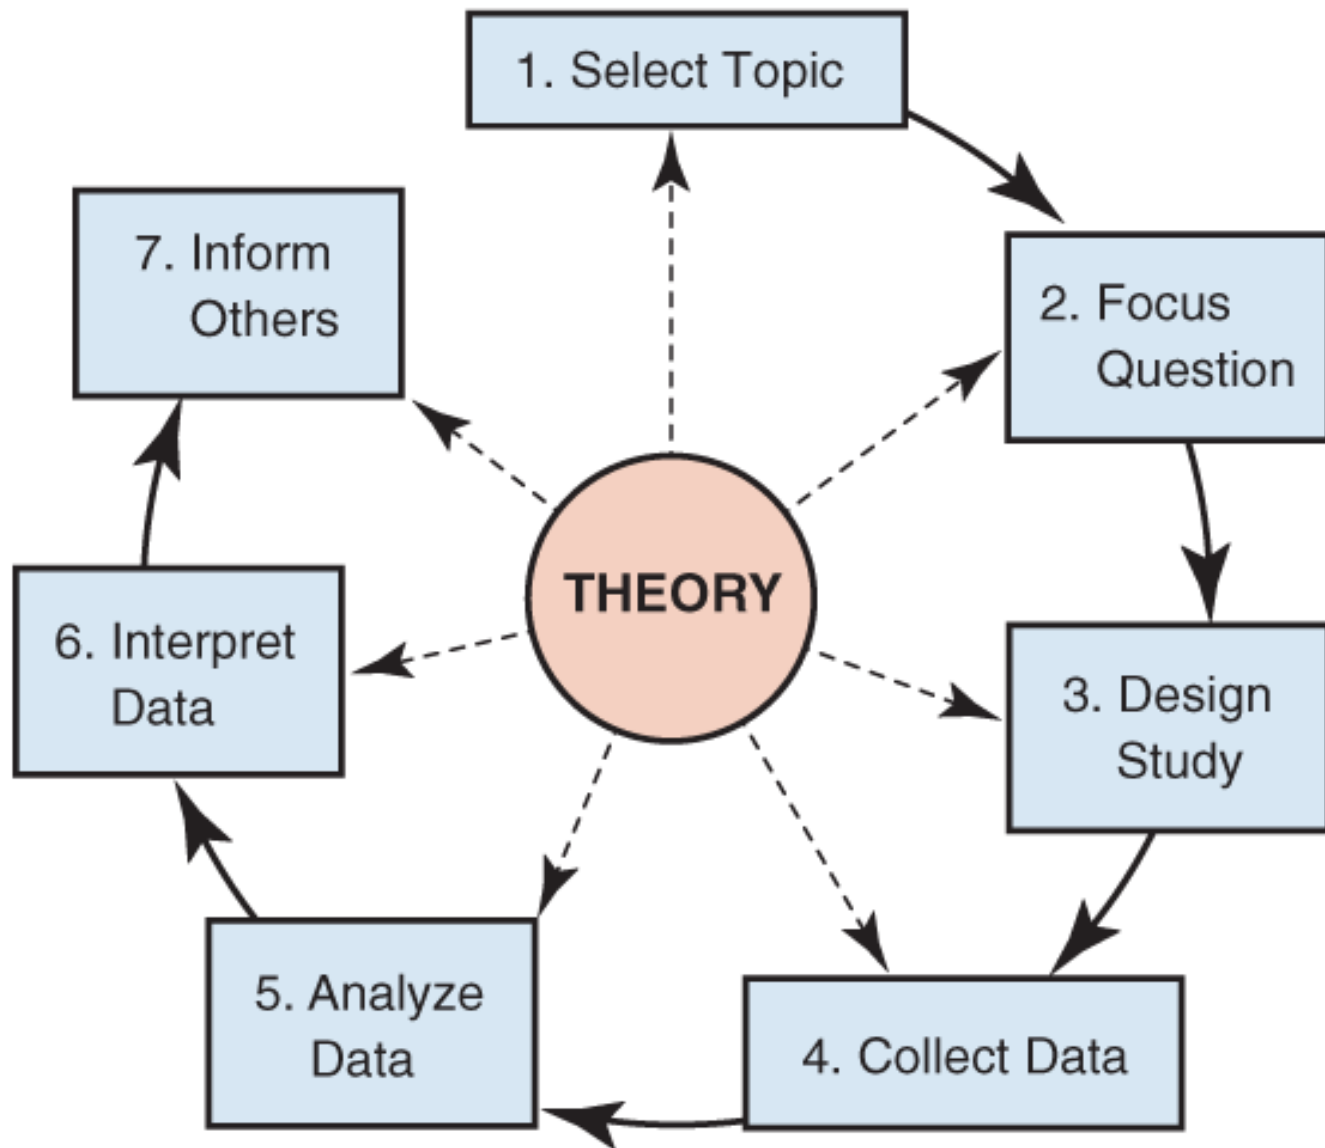 1. Select Topic
2. Focus
Question
3. Design
Study
4. Collect Data
5. Analyze
Data
6. Interpret
Data
7. Inform
Others
THEORY